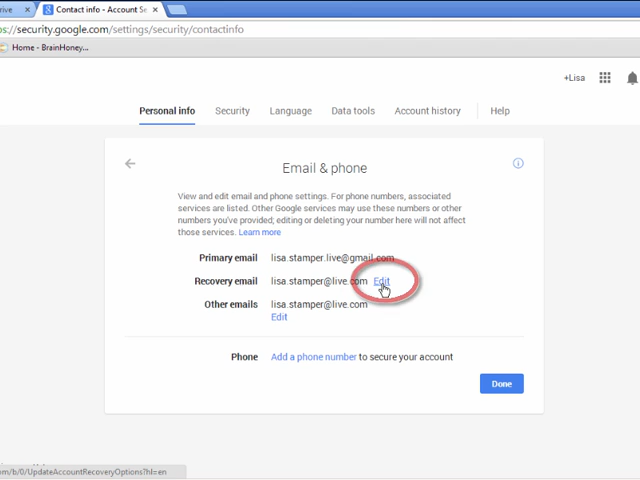 rive
Contact info - Account Se
ps://security.google.com/settings/security/contactinfo
Home - BrainHoney...
+Lisa
Personal info Security Language Data tools Account history Help
Email & phone
View and edit email and phone settings. For phone numbers, associated
services are listed. Other Google services may use these numbers or other
numbers you've provided; editing or deleting your number here will not affect
those services. Learn more
Primary email lisa.stamper.live@gmail.com
Recovery email lisa.stamper@live.com Edit
Other emails lisa.stamper@live.com
Edit
Phone Add a phone number to secure your account
Done
om/b/0/UpdateAccountRecoveryOptions?hl=en